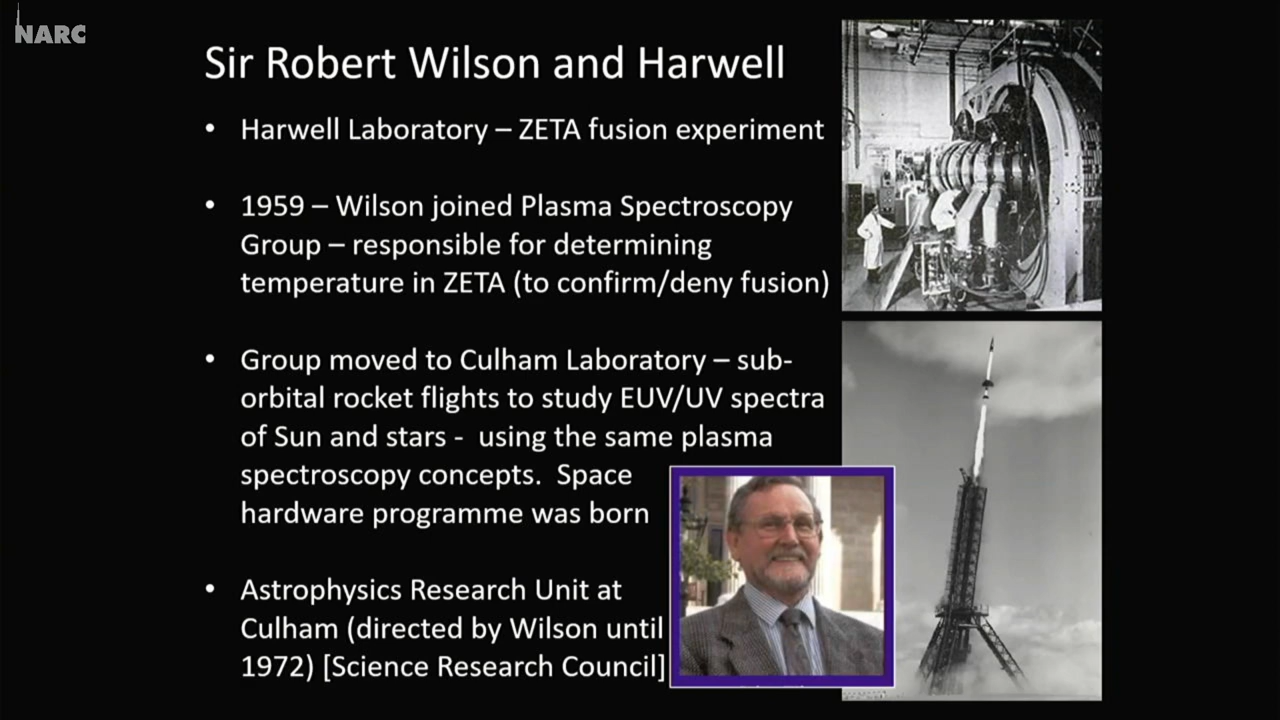 NARC
Sir Robert Wilson and Harwell
• Harwell Laboratory – ZETA fusion experiment
• 1959 – Wilson joined Plasma Spectroscopy
Group – responsible for determining
temperature in ZETA (to confirm/deny fusion)
• Group moved to Culham Laboratory – sub-
orbital rocket flights to study EUV/UV spectra
of Sun and stars - using the same plasma
spectroscopy concepts. Space
hardware programme was born
• Astrophysics Research Unit at
Culham (directed by Wilson until
1972) [Science Research Council]